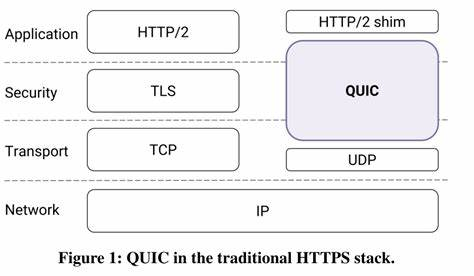 Application
HTTP/2
HTTP/2 shim
Security
TLS
QUIC
Transport
TCP
UDP
Network
IP
Figure 1: QUIC in the traditional HTTPS stack.